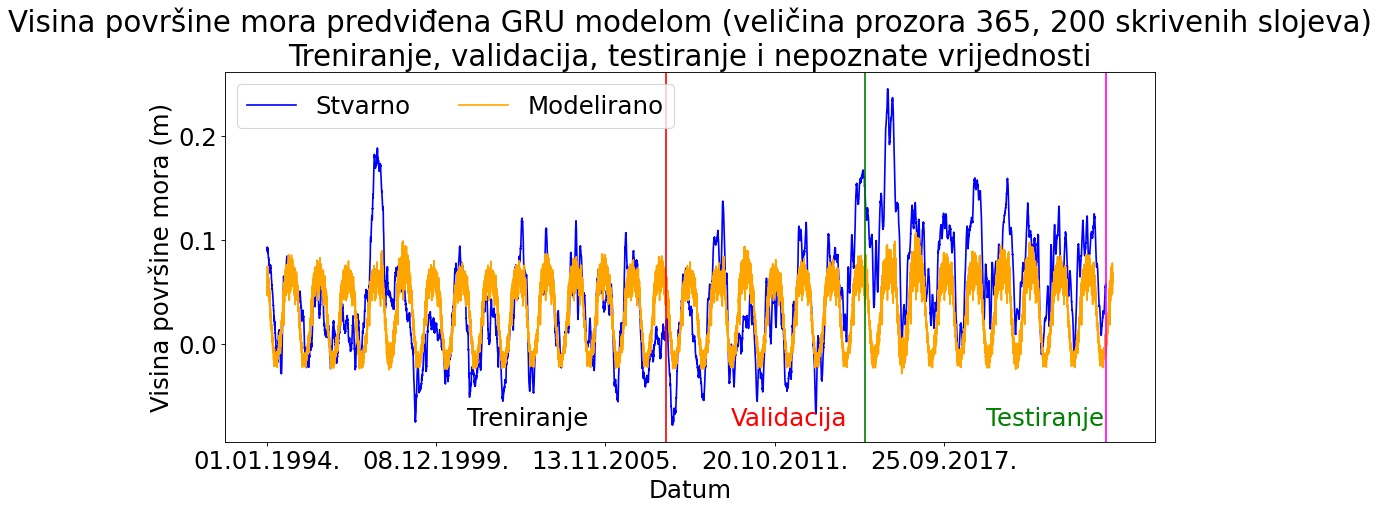 Visina površine mora predviđena GRU modelom (veličina prozora 365, 200 skrivenih slojeva)
Treniranje, validacija, testiranje i nepoznate vrijednosti
Stvarno
Modelirano
Visina površine mora (m)
0.2
0.1
0.0
Treniranje
Validacija
Testiranje
01.01.1994.
08.12.1999.
13.11.2005.
20.10.2011.
25.09.2017.
Datum